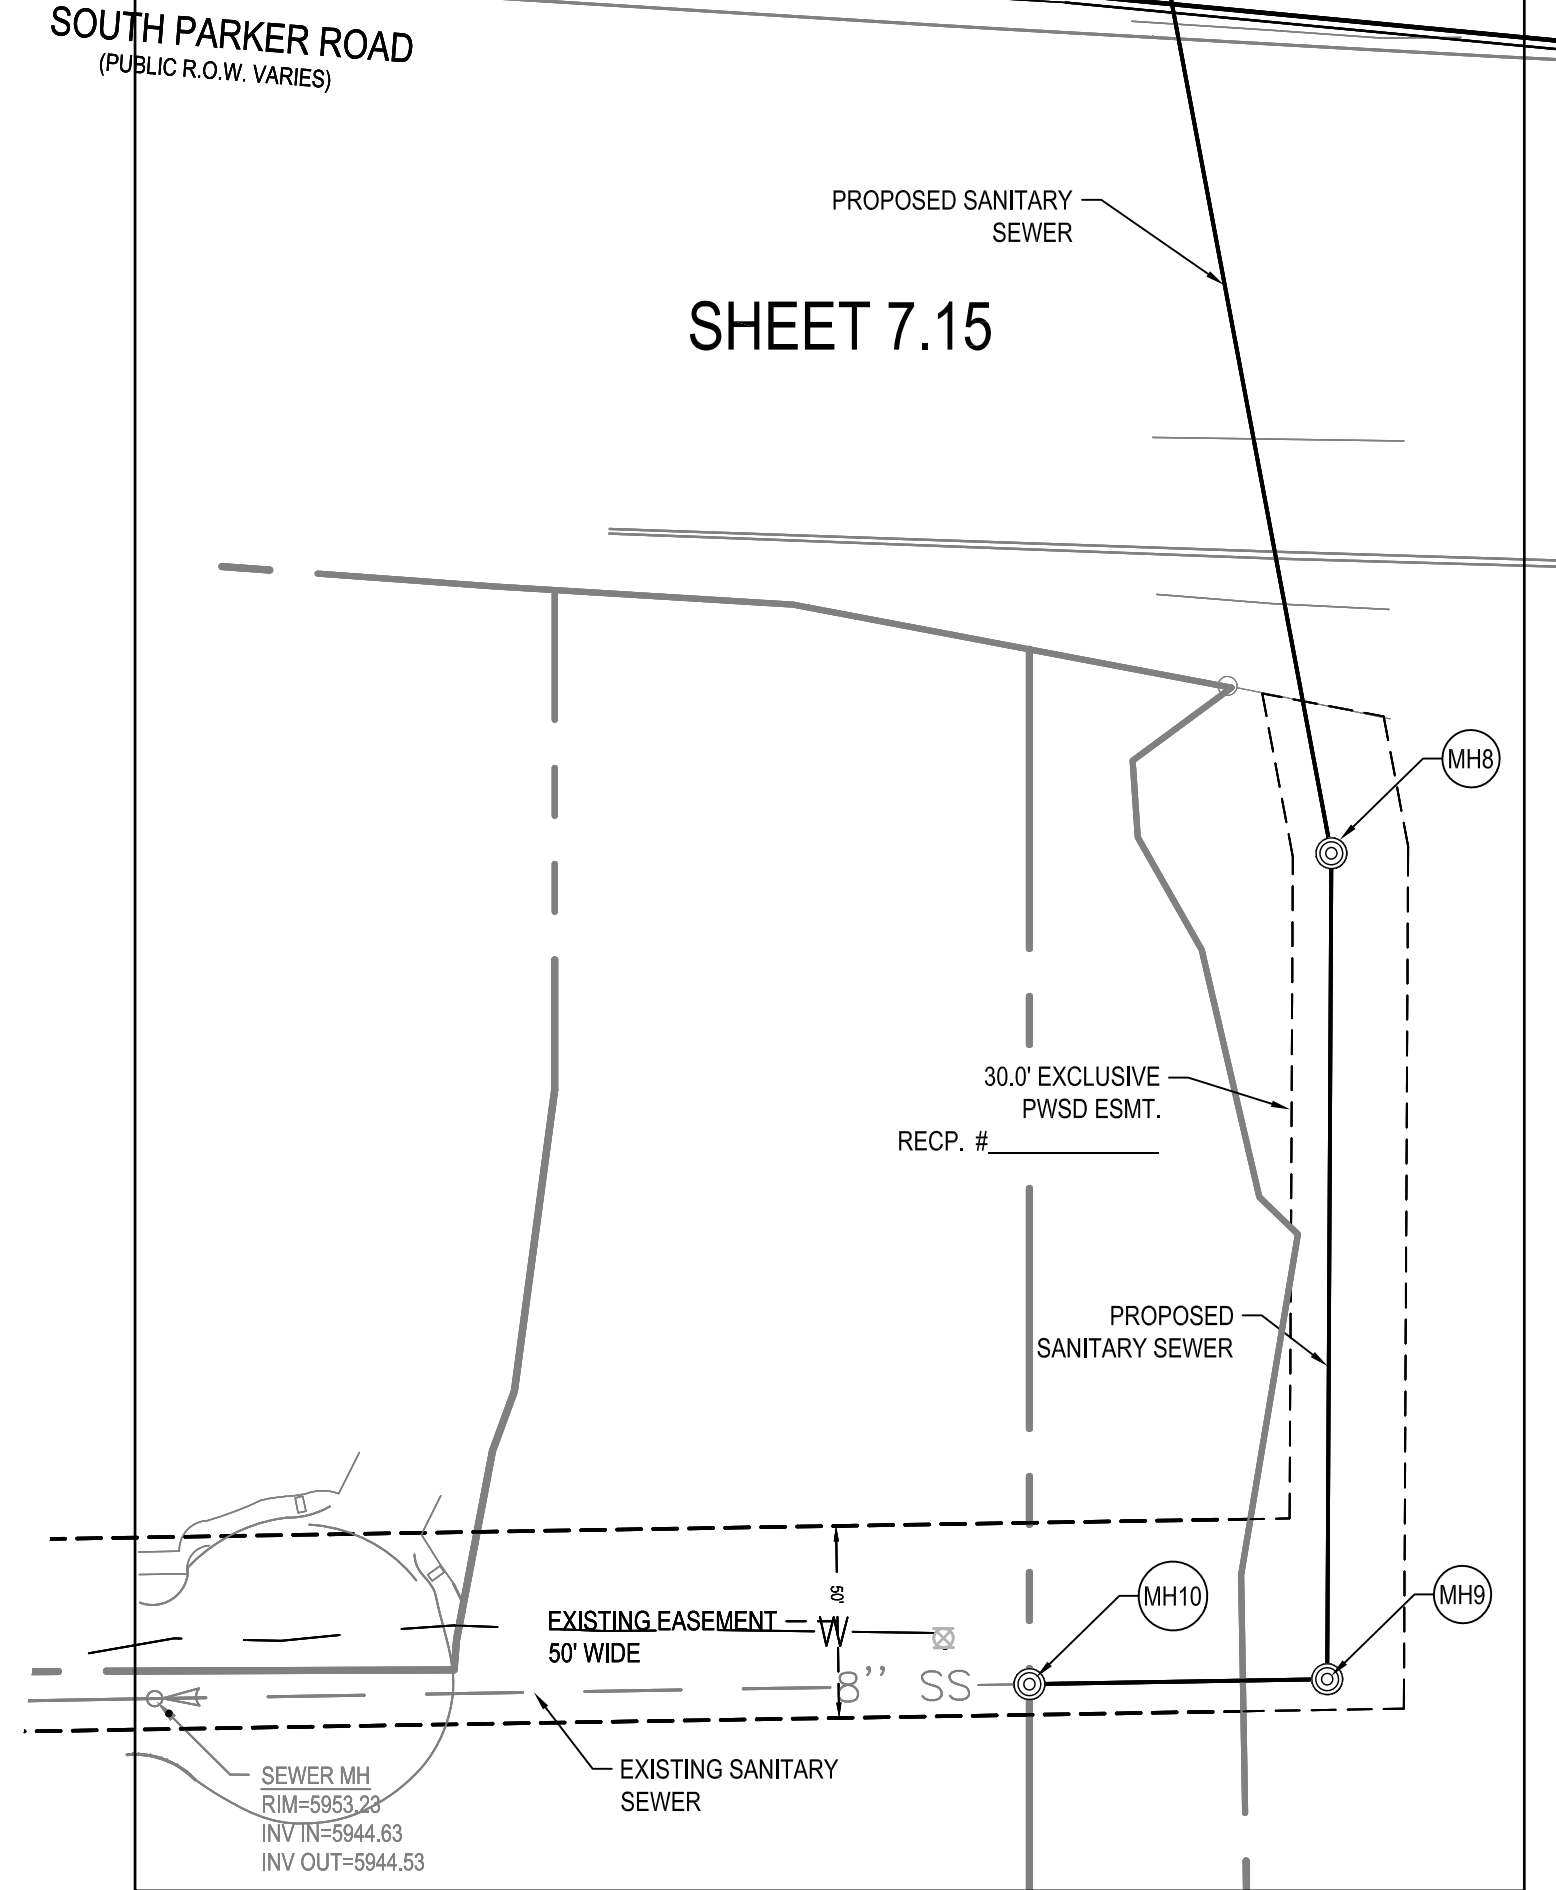 SOUTH PARKER ROAD
(PUBLIC R.O.W. VARIES)
PROPOSED SANITARY
SEWER
SHEET 7.15
MH8
30.0' EXCLUSIVE
PWSD ESMT.
RECP. #
PROPOSED
SANITARY SEWER
50'
MH10
MH9
EXISTING EASEMENT
50' WIDE
W
8'' SS
EXISTING SANITARY
SEWER
SEWER MH
RIM=5953.23
INV IN=5944.63
INV OUT=5944.53